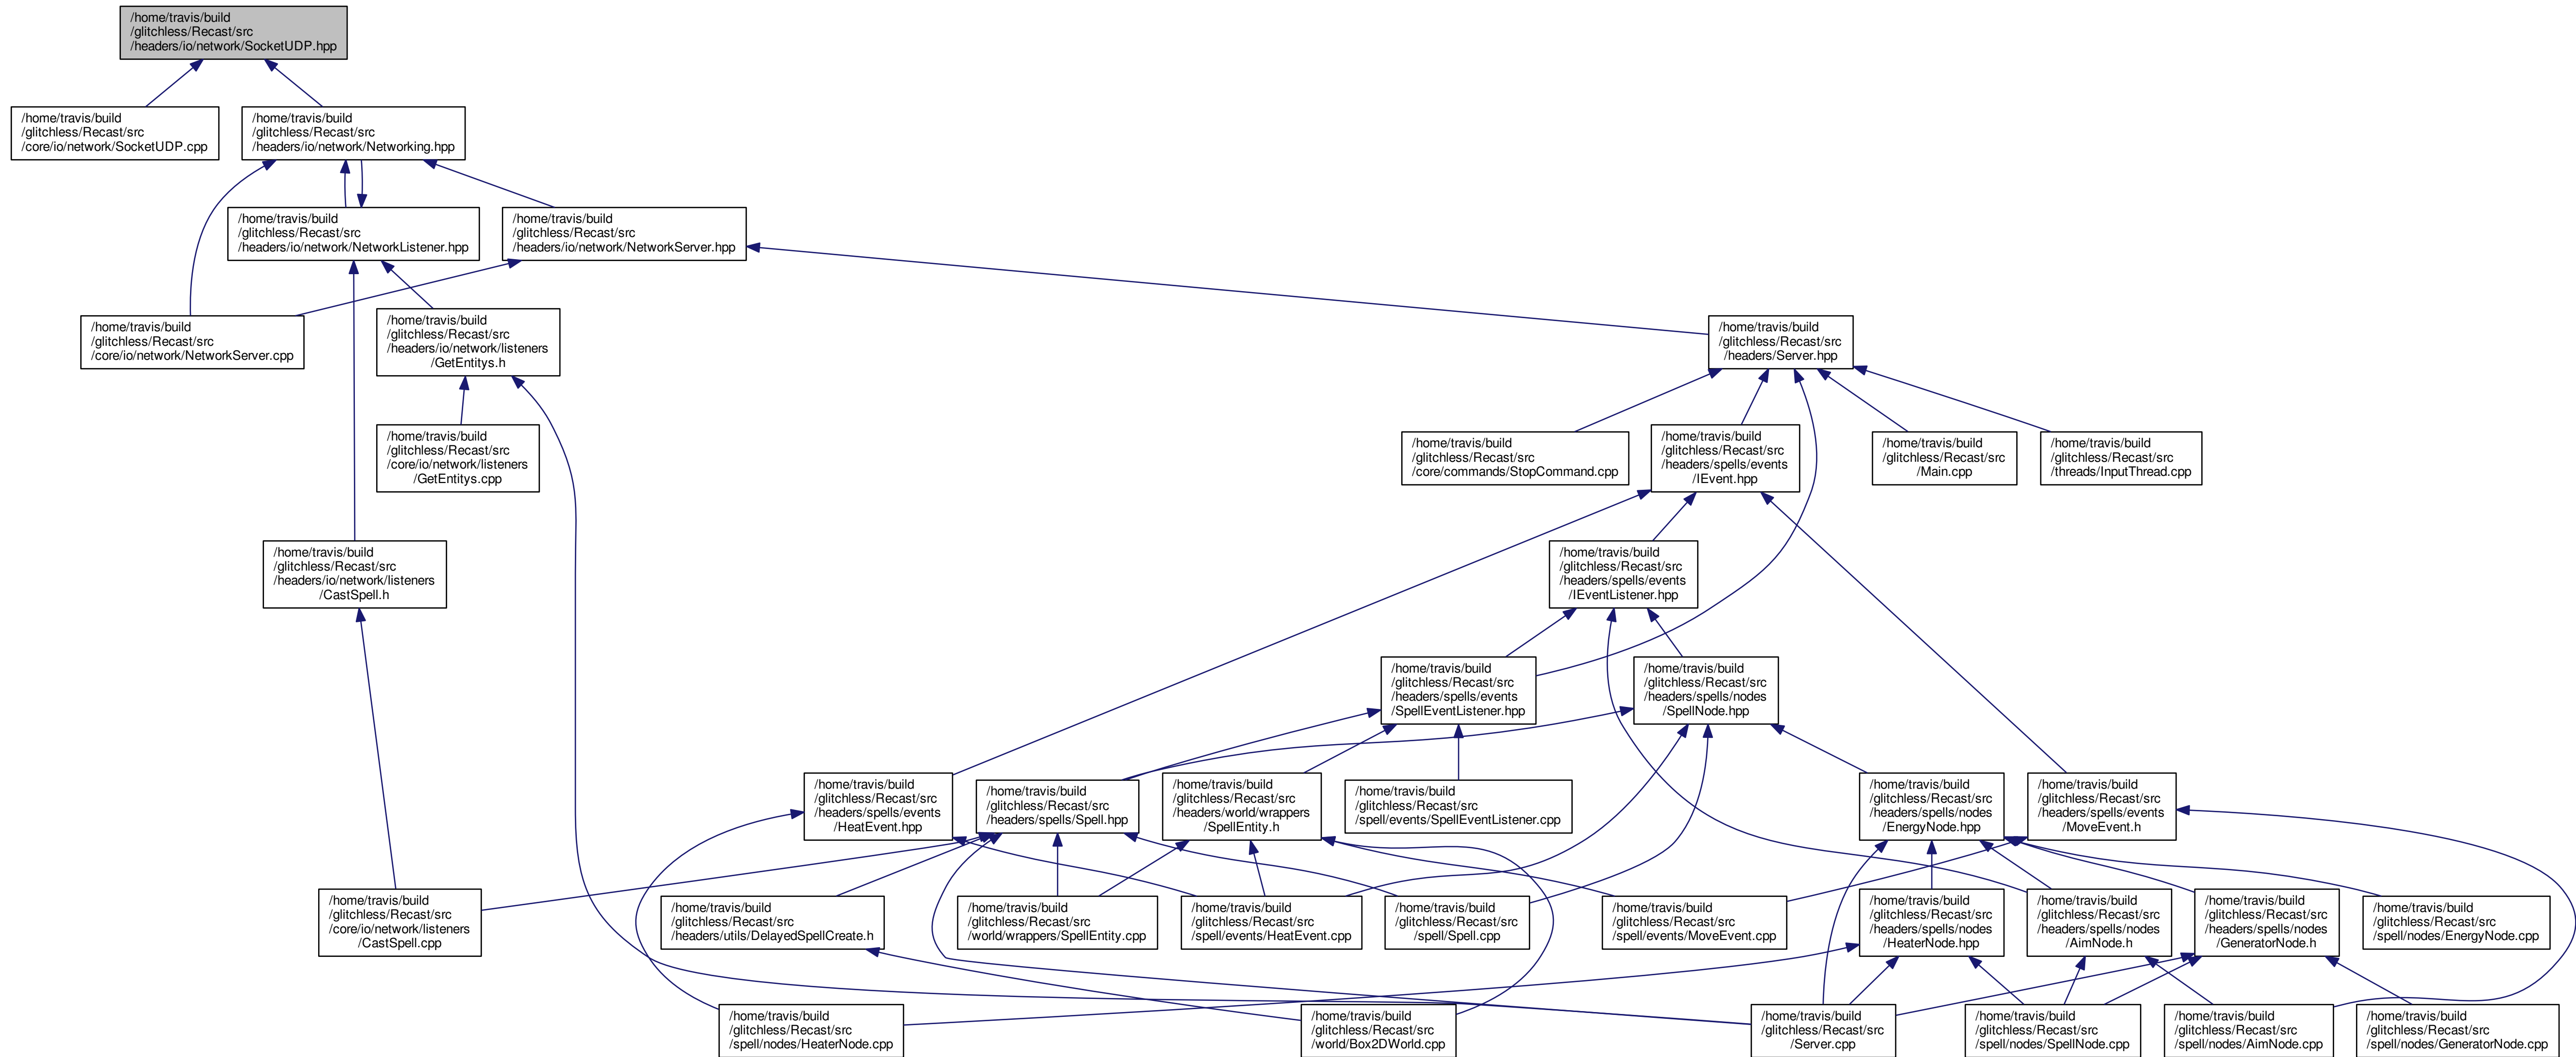 /home/travis/build
/glitchless/Recast/src
/headers/io/network/SocketUDP.hpp
/home/travis/build
/glitchless/Recast/src
/core/io/network/SocketUDP.cpp
/home/travis/build
/glitchless/Recast/src
/headers/io/network/Networking.hpp
/home/travis/build
/glitchless/Recast/src
/headers/io/network/NetworkListener.hpp
/home/travis/build
/glitchless/Recast/src
/headers/io/network/NetworkServer.hpp
/home/travis/build
/glitchless/Recast/src
/core/io/network/NetworkServer.cpp
/home/travis/build
/glitchless/Recast/src
/headers/io/network/listeners
/GetEntitys.h
/home/travis/build
/glitchless/Recast/src
/headers/Server.hpp
/home/travis/build
/glitchless/Recast/src
/core/io/network/listeners
/GetEntitys.cpp
/home/travis/build
/glitchless/Recast/src
/core/commands/StopCommand.cpp
/home/travis/build
/glitchless/Recast/src
/headers/spells/events
/IEvent.hpp
/home/travis/build
/glitchless/Recast/src
/Main.cpp
/home/travis/build
/glitchless/Recast/src
/threads/InputThread.cpp
/home/travis/build
/glitchless/Recast/src
/headers/io/network/listeners
/CastSpell.h
/home/travis/build
/glitchless/Recast/src
/headers/spells/events
/IEventListener.hpp
/home/travis/build
/glitchless/Recast/src
/headers/spells/events
/SpellEventListener.hpp
/home/travis/build
/glitchless/Recast/src
/headers/spells/nodes
/SpellNode.hpp
/home/travis/build
/glitchless/Recast/src
/headers/spells/events
/HeatEvent.hpp
/home/travis/build
/glitchless/Recast/src
/headers/spells/Spell.hpp
/home/travis/build
/glitchless/Recast/src
/headers/world/wrappers
/SpellEntity.h
/home/travis/build
/glitchless/Recast/src
/spell/events/SpellEventListener.cpp
/home/travis/build
/glitchless/Recast/src
/headers/spells/nodes
/EnergyNode.hpp
/home/travis/build
/glitchless/Recast/src
/headers/spells/events
/MoveEvent.h
/home/travis/build
/glitchless/Recast/src
/core/io/network/listeners
/CastSpell.cpp
/home/travis/build
/glitchless/Recast/src
/headers/utils/DelayedSpellCreate.h
/home/travis/build
/glitchless/Recast/src
/world/wrappers/SpellEntity.cpp
/home/travis/build
/glitchless/Recast/src
/spell/events/HeatEvent.cpp
/home/travis/build
/glitchless/Recast/src
/spell/Spell.cpp
/home/travis/build
/glitchless/Recast/src
/spell/events/MoveEvent.cpp
/home/travis/build
/glitchless/Recast/src
/headers/spells/nodes
/HeaterNode.hpp
/home/travis/build
/glitchless/Recast/src
/headers/spells/nodes
/AimNode.h
/home/travis/build
/glitchless/Recast/src
/headers/spells/nodes
/GeneratorNode.h
/home/travis/build
/glitchless/Recast/src
/spell/nodes/EnergyNode.cpp
/home/travis/build
/glitchless/Recast/src
/spell/nodes/HeaterNode.cpp
/home/travis/build
/glitchless/Recast/src
/world/Box2DWorld.cpp
/home/travis/build
/glitchless/Recast/src
/Server.cpp
/home/travis/build
/glitchless/Recast/src
/spell/nodes/SpellNode.cpp
/home/travis/build
/glitchless/Recast/src
/spell/nodes/AimNode.cpp
/home/travis/build
/glitchless/Recast/src
/spell/nodes/GeneratorNode.cpp